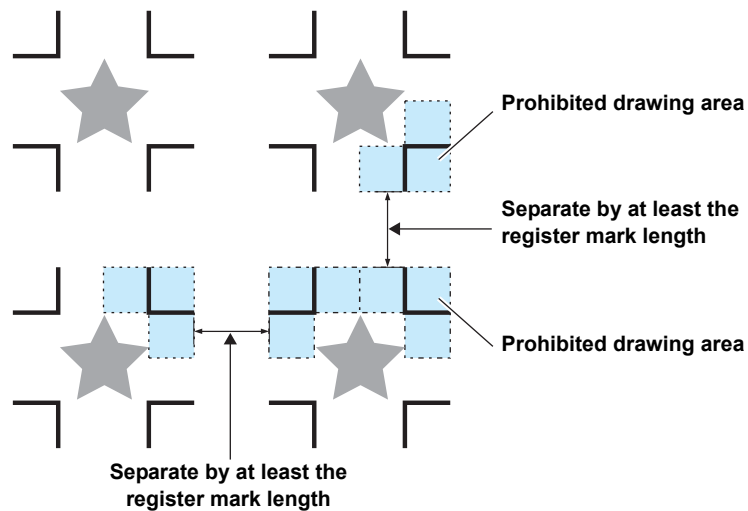 Prohibited drawing area
Separate by at least the
register mark length
Prohibited drawing area
Separate by at least the
register mark length